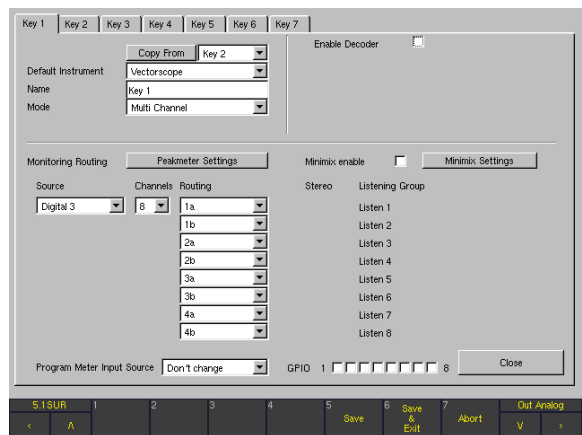 Key 1 Key 2 Key 3 Key 4 Key 5 Key 6 Key 7
Copy From Key 2 Enable Decoder
Default Instrument Vectorscope
Name Key 1
Mode Multi Channel
Monitoring Routing Peakmeter Settings Minimix enable Minimix Settings
Source Channels Routing Stereo Listening Group
Digital 3 8 1a Listen 1
1b Listen 2
2a Listen 3
2b Listen 4
3a Listen 5
3b Listen 6
4a Listen 7
4b Listen 8
Program Meter Input Source Don't change GPIO 1 8 Close
5.1SUR 1 2 3 4 5 Save 6 Save & Exit 7 Abort Out Analog
< Λ V >